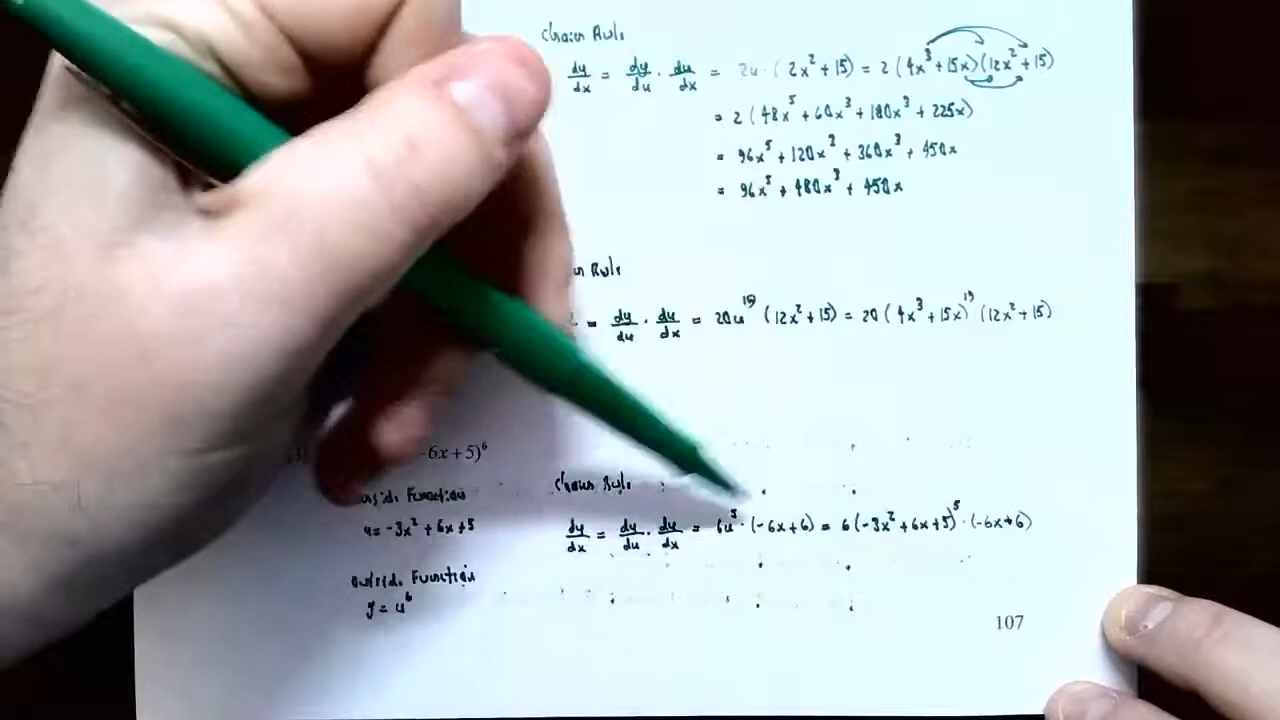 Chain Rule
dy/dx = dy/du · du/dx = 2u · (2x² + 15) = 2(4x³ + 15x)(12x² + 15)
= 2(48x⁵ + 60x³ + 180x³ + 225x)
= 96x⁵ + 120x³ + 360x³ + 450x
= 96x⁵ + 480x³ + 450x
Rule
= dy/du · du/dx = 20u¹⁹ (12x² + 15) = 20(4x³ + 15x)¹⁹ (12x² + 15)
6x + 5)⁶
Function
u = -3x² + 6x + 5
Chain Rule
dy/dx = dy/du · du/dx = 6u⁵ · (-6x + 6) = 6(-3x² + 6x + 5)⁵ · (-6x + 6)
Outside Function
y = u⁶
107